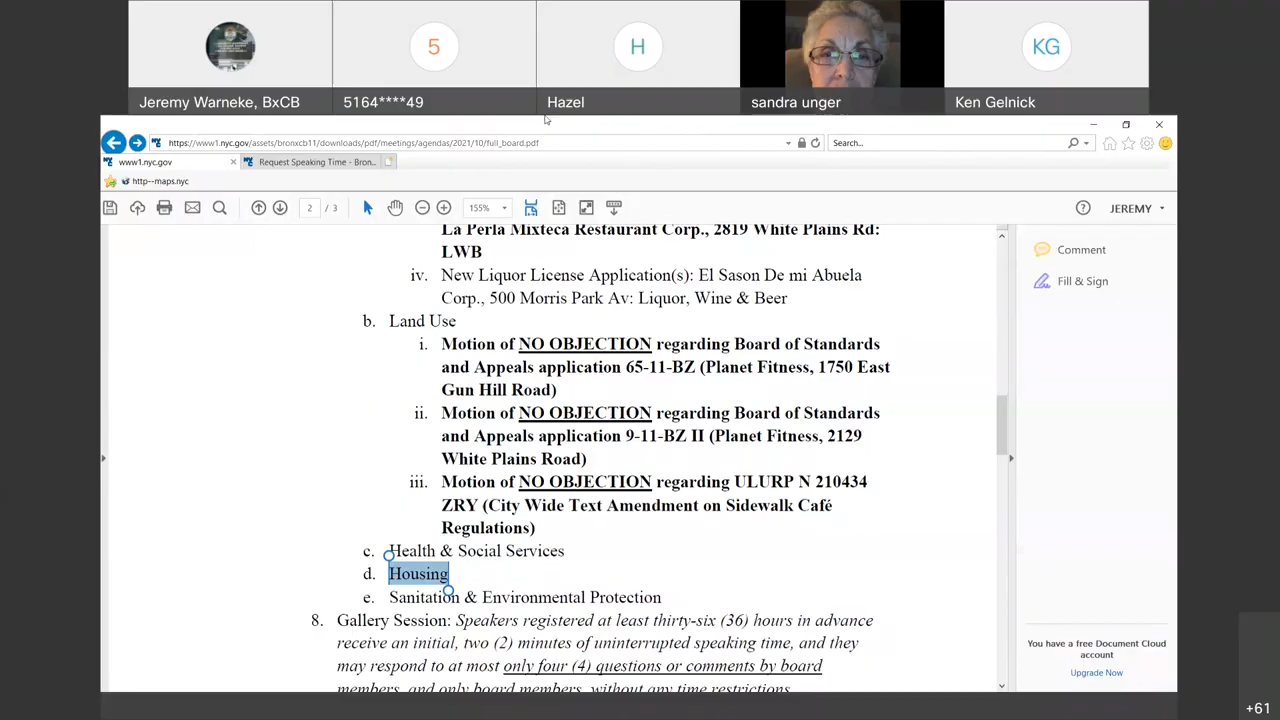 5
H
KG
Jeremy Warneke, BxCB
5164****49
Hazel
sandra unger
Ken Gelnick
https://www1.nyc.gov/assets/bronxcb11/downloads/pdf/meetings/agendas/2021/10/full_board.pdf
Search...
www1.nyc.gov
Request Speaking Time - Bron...
http--maps.nyc
2 / 3
155%
JEREMY
La Perla Mixteca Restaurant Corp., 2819 White Plains Rd:
LWB
iv. New Liquor License Application(s): El Sason De mi Abuela
Corp., 500 Morris Park Av: Liquor, Wine & Beer
b. Land Use
i. Motion of NO OBJECTION regarding Board of Standards
and Appeals application 65-11-BZ (Planet Fitness, 1750 East
Gun Hill Road)
ii. Motion of NO OBJECTION regarding Board of Standards
and Appeals application 9-11-BZ II (Planet Fitness, 2129
White Plains Road)
iii. Motion of NO OBJECTION regarding ULURP N 210434
ZRY (City Wide Text Amendment on Sidewalk Café
Regulations)
c. Health & Social Services
d. Housing
e. Sanitation & Environmental Protection
8. Gallery Session: Speakers registered at least thirty-six (36) hours in advance
receive an initial, two (2) minutes of uninterrupted speaking time, and they
may respond to at most only four (4) questions or comments by board
members, and only board members, without any time restrictions.
Comment
Fill & Sign
You have a free Document Cloud
account
Upgrade Now
+61